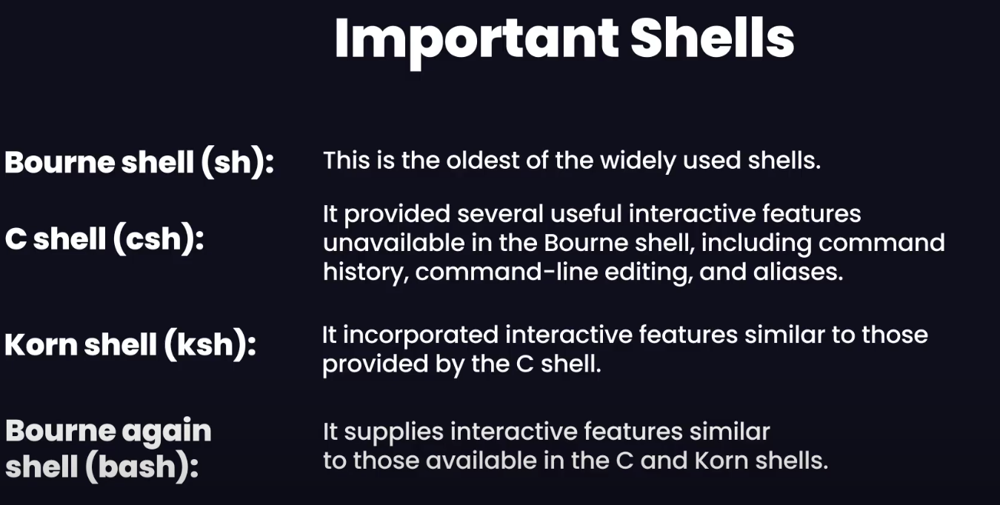 Important Shells
Bourne shell (sh):
This is the oldest of the widely used shells.
C shell (csh):
It provided several useful interactive features
unavailable in the Bourne shell, including command
history, command-line editing, and aliases.
Korn shell (ksh):
It incorporated interactive features similar to those
provided by the C shell.
Bourne again
shell (bash):
It supplies interactive features similar
to those available in the C and Korn shells.